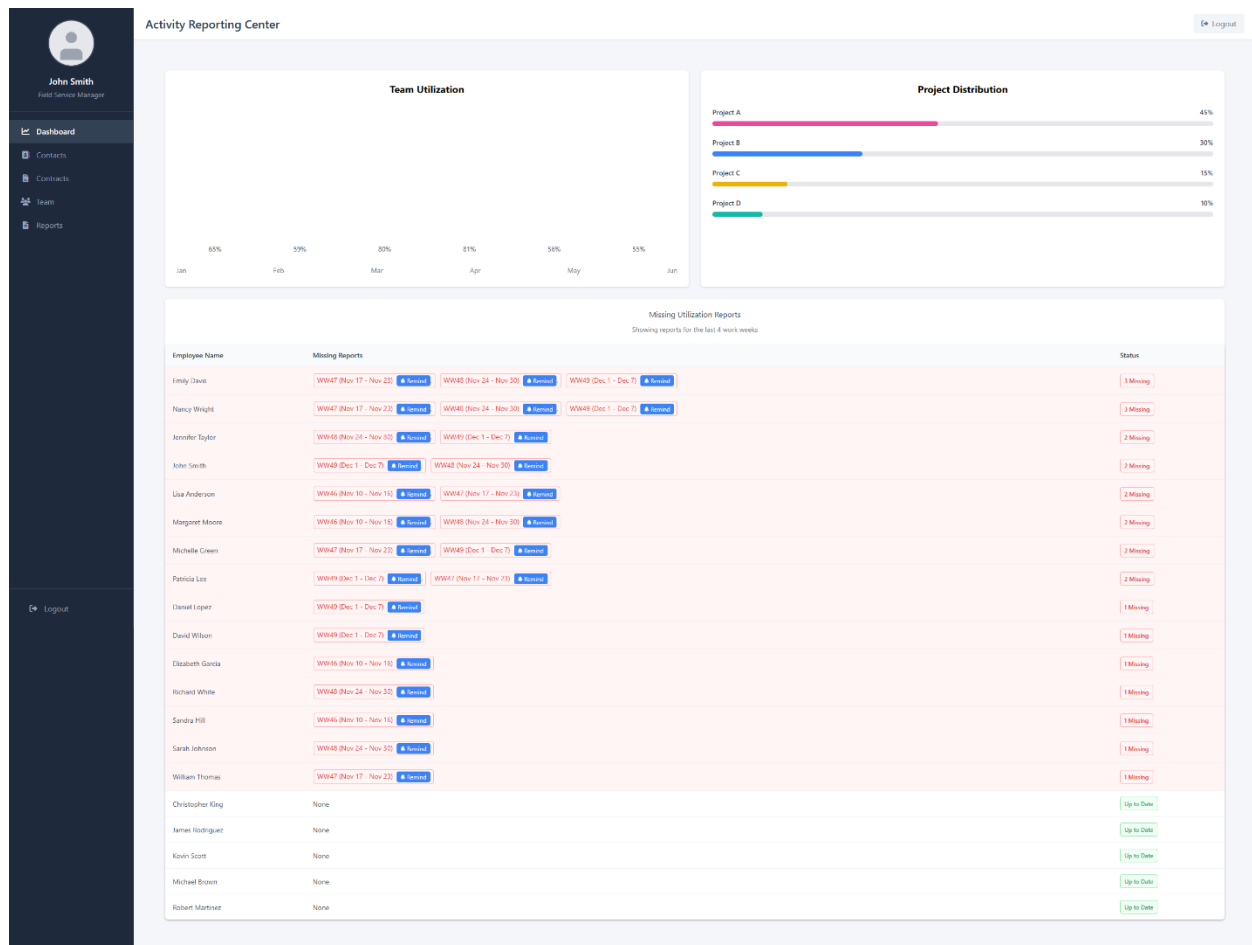 Activity Reporting Center
Logout
John Smith
Field Service Manager
Dashboard
Contacts
Contracts
Team
Reports
Logout
Team Utilization
65% 59% 80% 81% 56% 55%
Jan Feb Mar Apr May Jun
Project Distribution
Project A 45%
Project B 30%
Project C 15%
Project D 10%
Missing Utilization Reports
Showing reports for the last 4 work weeks
Employee Name Missing Reports Status
Emily Davis WW47 (Nov 17 - Nov 23) Remind WW48 (Nov 24 - Nov 30) Remind WW49 (Dec 1 - Dec 7) Remind 3 Missing
Nancy Wright WW47 (Nov 17 - Nov 23) Remind WW48 (Nov 24 - Nov 30) Remind WW49 (Dec 1 - Dec 7) Remind 3 Missing
Jennifer Taylor WW48 (Nov 24 - Nov 30) Remind WW49 (Dec 1 - Dec 7) Remind 2 Missing
John Smith WW49 (Dec 1 - Dec 7) Remind WW48 (Nov 24 - Nov 30) Remind 2 Missing
Lisa Anderson WW46 (Nov 10 - Nov 16) Remind WW47 (Nov 17 - Nov 23) Remind 2 Missing
Margaret Moore WW46 (Nov 10 - Nov 16) Remind WW48 (Nov 24 - Nov 30) Remind 2 Missing
Michelle Green WW47 (Nov 17 - Nov 23) Remind WW49 (Dec 1 - Dec 7) Remind 2 Missing
Patricia Lee WW49 (Dec 1 - Dec 7) Remind WW47 (Nov 17 - Nov 23) Remind 2 Missing
Daniel Lopez WW49 (Dec 1 - Dec 7) Remind 1 Missing
David Wilson WW49 (Dec 1 - Dec 7) Remind 1 Missing
Elizabeth Garcia WW46 (Nov 10 - Nov 16) Remind 1 Missing
Richard White WW48 (Nov 24 - Nov 30) Remind 1 Missing
Sandra Hill WW46 (Nov 10 - Nov 16) Remind 1 Missing
Sarah Johnson WW48 (Nov 24 - Nov 30) Remind 1 Missing
William Thomas WW47 (Nov 17 - Nov 23) Remind 1 Missing
Christopher King None Up to Date
James Rodriguez None Up to Date
Kevin Scott None Up to Date
Michael Brown None Up to Date
Robert Martinez None Up to Date